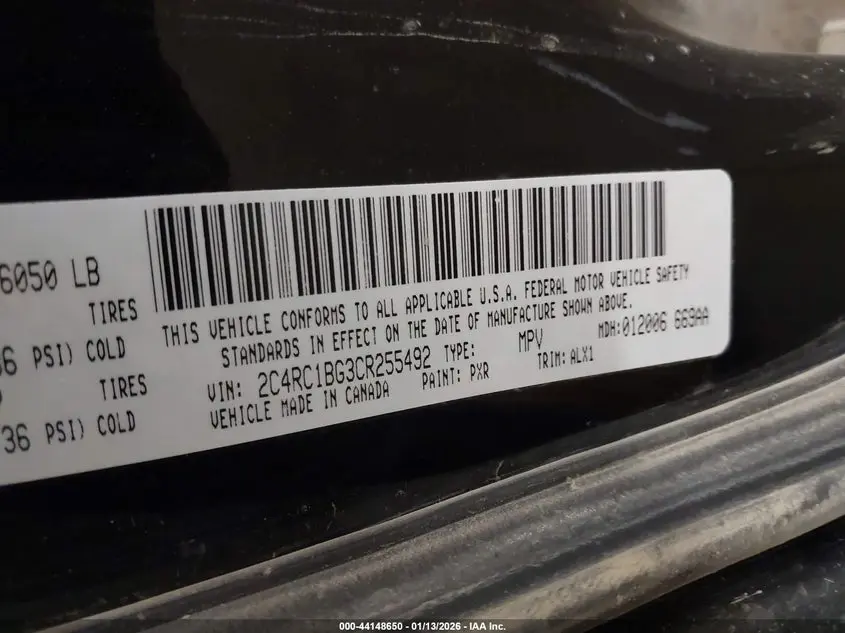 6050 LB
TIRES
36 PSI) COLD
TIRES
36 PSI) COLD
THIS VEHICLE CONFORMS TO ALL APPLICABLE U.S.A. FEDERAL MOTOR VEHICLE SAFETY
STANDARDS IN EFFECT ON THE DATE OF MANUFACTURE SHOWN ABOVE.
VIN: 2C4RC1BG3CR255492 TYPE: MPV MDH:012006 669AA
VEHICLE MADE IN CANADA PAINT: PXR TRIM: ALX1
000-44148650 - 01/13/2026 - IAA Inc.